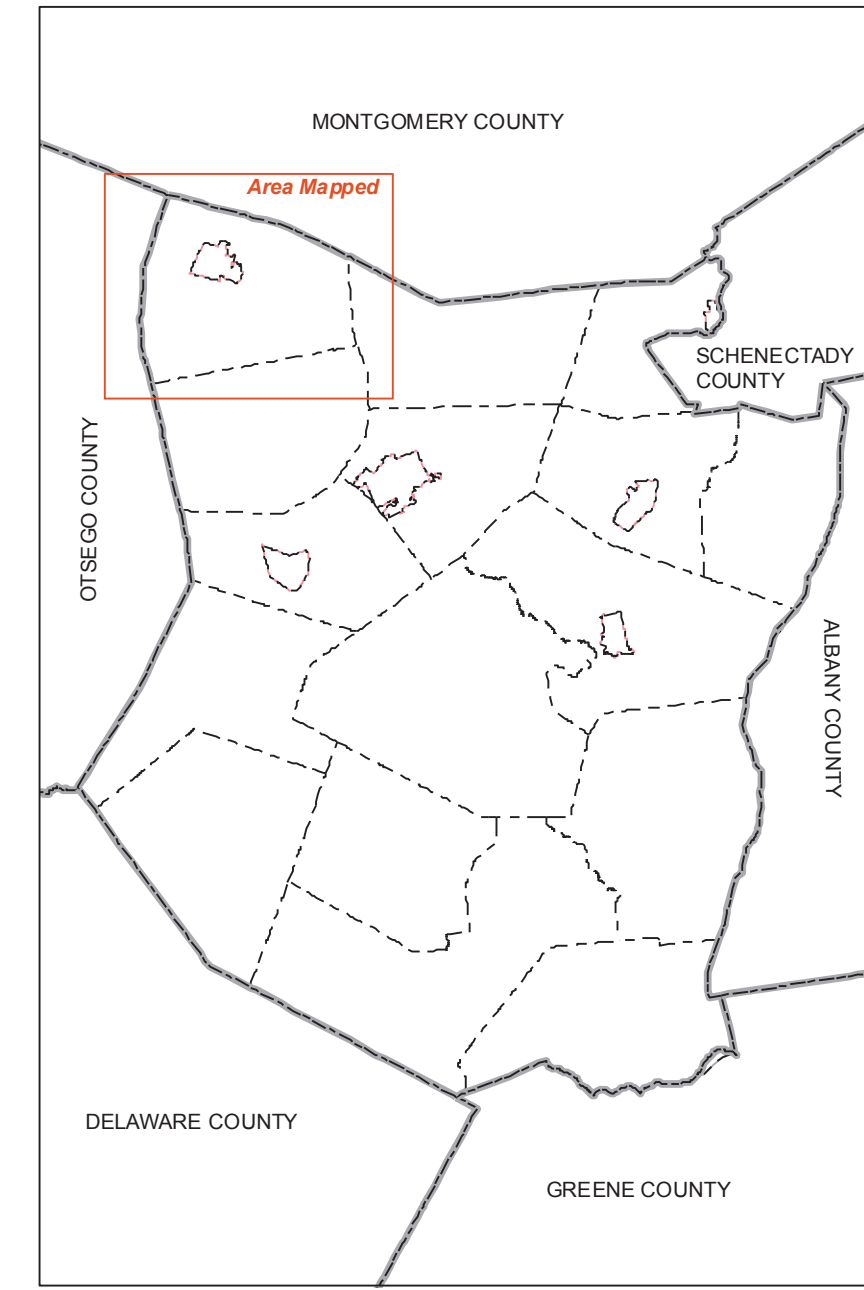 MONTGOMERY COUNTY
Area Mapped
SCHENECTADY
COUNTY
OTSEGO COUNTY
ALBANY COUNTY
DELAWARE COUNTY
GREENE COUNTY